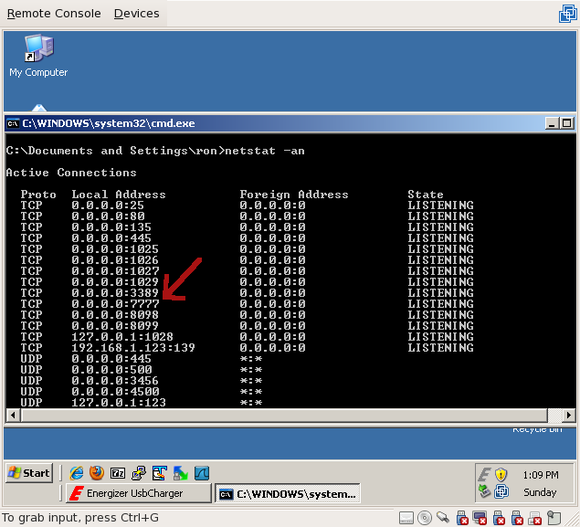 Remote Console Devices
My Computer
C:\WINDOWS\system32\cmd.exe
C:\Documents and Settings\ron>netstat -an
Active Connections
Proto Local Address Foreign Address State
TCP 0.0.0.0:25 0.0.0.0:0 LISTENING
TCP 0.0.0.0:80 0.0.0.0:0 LISTENING
TCP 0.0.0.0:135 0.0.0.0:0 LISTENING
TCP 0.0.0.0:445 0.0.0.0:0 LISTENING
TCP 0.0.0.0:1025 0.0.0.0:0 LISTENING
TCP 0.0.0.0:1026 0.0.0.0:0 LISTENING
TCP 0.0.0.0:1027 0.0.0.0:0 LISTENING
TCP 0.0.0.0:1029 0.0.0.0:0 LISTENING
TCP 0.0.0.0:3389 0.0.0.0:0 LISTENING
TCP 0.0.0.0:7777 0.0.0.0:0 LISTENING
TCP 0.0.0.0:8098 0.0.0.0:0 LISTENING
TCP 0.0.0.0:8099 0.0.0.0:0 LISTENING
TCP 127.0.0.1:1028 0.0.0.0:0 LISTENING
TCP 192.168.1.123:139 0.0.0.0:0 LISTENING
UDP 0.0.0.0:445 *:*
UDP 0.0.0.0:500 *:*
UDP 0.0.0.0:3456 *:*
UDP 0.0.0.0:4500 *:*
UDP 127.0.0.1:123 *:*
Recycle Bin
Start 1:09 PM
Energizer UsbCharger C:\WINDOWS\system... Sunday
To grab input, press Ctrl+G